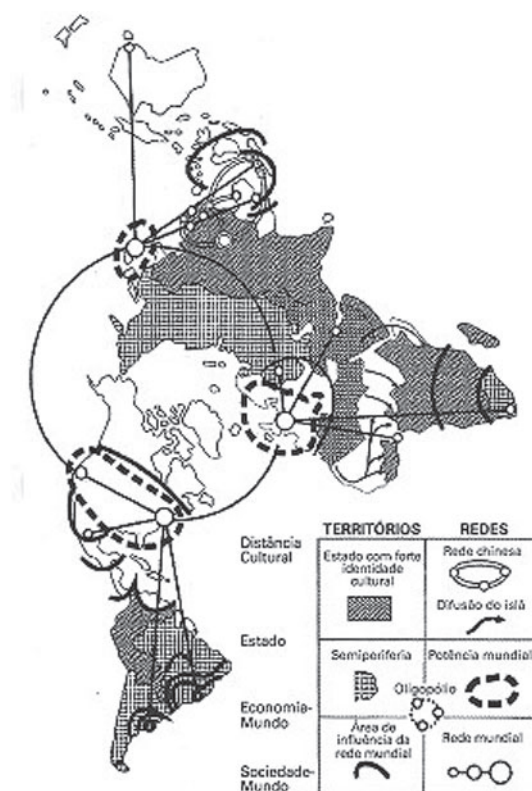 TERRITÓRIOS REDES
Distância
Cultural
Estado com forte
identidade
cultural
Rede chinesa
Difusão do islã
Estado
Semiperiferia
Potência mundial
Oligopólio
Economia-
Mundo
Área de
influência da
rede mundial
Rede mundial
Sociedade-
Mundo